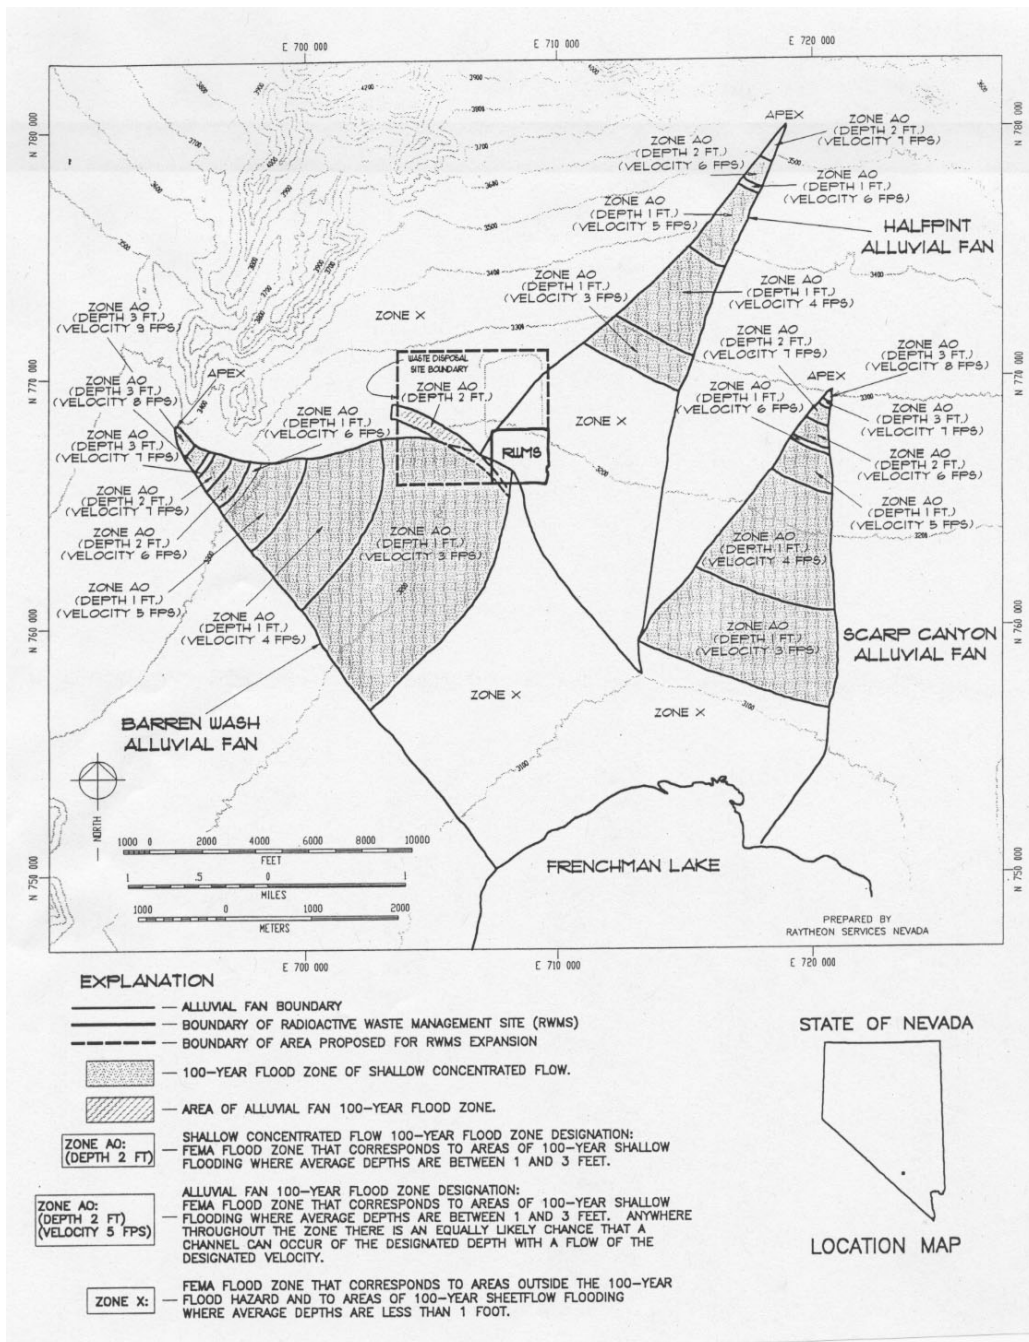 E 700 000
E 710 000
E 720 000
N 780 000
N 780 000
APEX
ZONE AO
(DEPTH 2 FT.)
(VELOCITY 7 FPS)
ZONE AO
(DEPTH 2 FT.)
(VELOCITY 6 FPS)
ZONE AO
(DEPTH 1 FT.)
(VELOCITY 6 FPS)
ZONE AO
(DEPTH 1 FT.)
(VELOCITY 5 FPS)
HALFPINT
ALLUVIAL FAN
ZONE AO
(DEPTH 1 FT.)
(VELOCITY 3 FPS)
ZONE AO
(DEPTH 1 FT.)
(VELOCITY 4 FPS)
ZONE AO
(DEPTH 3 FT.)
(VELOCITY 9 FPS)
ZONE X
ZONE AO
(DEPTH 2 FT.)
(VELOCITY 7 FPS)
ZONE AO
(DEPTH 3 FT.)
(VELOCITY 8 FPS)
N 770 000
N 770 000
WASTE DISPOSAL
SITE BOUNDARY
APEX
ZONE AO
(DEPTH 3 FT.)
(VELOCITY 8 FPS)
ZONE AO
(DEPTH 2 FT.)
ZONE AO
(DEPTH 1 FT.)
(VELOCITY 6 FPS)
APEX
ZONE AO
(DEPTH 1 FT.)
(VELOCITY 6 FPS)
ZONE X
ZONE AO
(DEPTH 3 FT.)
(VELOCITY 7 FPS)
ZONE AO
(DEPTH 3 FT.)
(VELOCITY 7 FPS)
RWMS
ZONE AO
(DEPTH 2 FT.)
(VELOCITY 6 FPS)
ZONE AO
(DEPTH 2 FT.)
(VELOCITY 7 FPS)
ZONE AO
(DEPTH 1 FT.)
(VELOCITY 5 FPS)
ZONE AO
(DEPTH 2 FT.)
(VELOCITY 6 FPS)
ZONE AO
(DEPTH 1 FT.)
(VELOCITY 3 FPS)
ZONE AO
(DEPTH 1 FT.)
(VELOCITY 4 FPS)
ZONE AO
(DEPTH 1 FT.)
(VELOCITY 5 FPS)
ZONE AO
(DEPTH 1 FT.)
(VELOCITY 4 FPS)
N 760 000
N 760 000
ZONE AO
(DEPTH 1 FT.)
(VELOCITY 3 FPS)
SCARP CANYON
ALLUVIAL FAN
ZONE X
ZONE X
BARREN WASH
ALLUVIAL FAN
NORTH
1000 0 2000 4000 6000 8000 10000
FEET
1 .5 0 1
MILES
1000 0 1000 2000
METERS
FRENCHMAN LAKE
N 750 000
N 750 000
PREPARED BY
RAYTHEON SERVICES NEVADA
E 700 000
E 710 000
E 720 000
EXPLANATION
— ALLUVIAL FAN BOUNDARY
— BOUNDARY OF RADIOACTIVE WASTE MANAGEMENT SITE (RWMS)
— BOUNDARY OF AREA PROPOSED FOR RWMS EXPANSION
— 100-YEAR FLOOD ZONE OF SHALLOW CONCENTRATED FLOW.
— AREA OF ALLUVIAL FAN 100-YEAR FLOOD ZONE.
ZONE AO:
(DEPTH 2 FT)
SHALLOW CONCENTRATED FLOW 100-YEAR FLOOD ZONE DESIGNATION:
— FEMA FLOOD ZONE THAT CORRESPONDS TO AREAS OF 100-YEAR SHALLOW
FLOODING WHERE AVERAGE DEPTHS ARE BETWEEN 1 AND 3 FEET.
ZONE AO:
(DEPTH 2 FT)
(VELOCITY 5 FPS)
ALLUVIAL FAN 100-YEAR FLOOD ZONE DESIGNATION:
FEMA FLOOD ZONE THAT CORRESPONDS TO AREAS OF 100-YEAR SHALLOW
— FLOODING WHERE AVERAGE DEPTHS ARE BETWEEN 1 AND 3 FEET. ANYWHERE
THROUGHOUT THE ZONE THERE IS AN EQUALLY LIKELY CHANCE THAT A
CHANNEL CAN OCCUR OF THE DESIGNATED DEPTH WITH A FLOW OF THE
DESIGNATED VELOCITY.
ZONE X:
FEMA FLOOD ZONE THAT CORRESPONDS TO AREAS OUTSIDE THE 100-YEAR
— FLOOD HAZARD AND TO AREAS OF 100-YEAR SHEETFLOW FLOODING
WHERE AVERAGE DEPTHS ARE LESS THAN 1 FOOT.
STATE OF NEVADA
LOCATION MAP